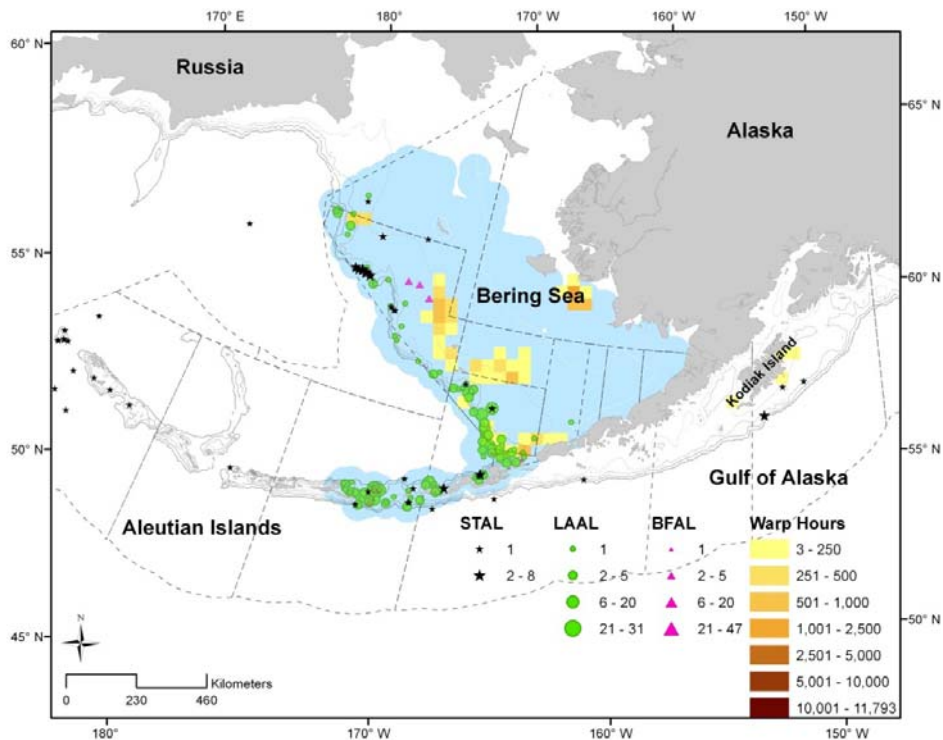 170° E 180° 170° W 160° W 150° W
60° N
Russia
65° N
Alaska
55° N
60° N
Bering Sea
Kodiak Island
50° N
55° N
Gulf of Alaska
Aleutian Islands
STAL LAAL BFAL Warp Hours
1 1 1 3 - 250
2 - 8 2 - 5 2 - 5 251 - 500
6 - 20 6 - 20 501 - 1,000
21 - 31 21 - 47 1,001 - 2,500
50° N
45° N
N
2,501 - 5,000
Kilometers
5,001 - 10,000
0 230 460
10,001 - 11,793
180° 170° W 160° W 150° W